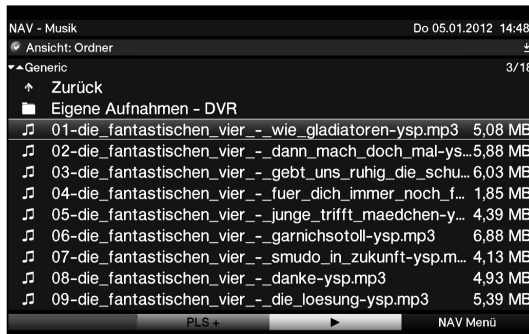 NAV - Musik Do 05.01.2012 14:48
Ansicht: Ordner
Generic 3/18
Zurück
Eigene Aufnahmen - DVR
01-die_fantastischen_vier_-_wie_gladiatoren-ysp.mp3 5,08 MB
02-die_fantastischen_vier_-_dann_mach_doch_mal-ys... 5,88 MB
03-die_fantastischen_vier_-_gebt_uns_ruhig_die_schu... 6,03 MB
04-die_fantastischen_vier_-_fuer_dich_immer_noch_f... 1,85 MB
05-die_fantastischen_vier_-_junge_trifft_maedchen-y... 4,39 MB
06-die_fantastischen_vier_-_garnichsotoll-ysp.mp3 6,88 MB
07-die_fantastischen_vier_-_smudo_in_zukunft-ysp.m... 4,13 MB
08-die_fantastischen_vier_-_danke-ysp.mp3 4,93 MB
09-die_fantastischen_vier_-_die_loesung-ysp.mp3 5,39 MB
PLS + NAV Menü